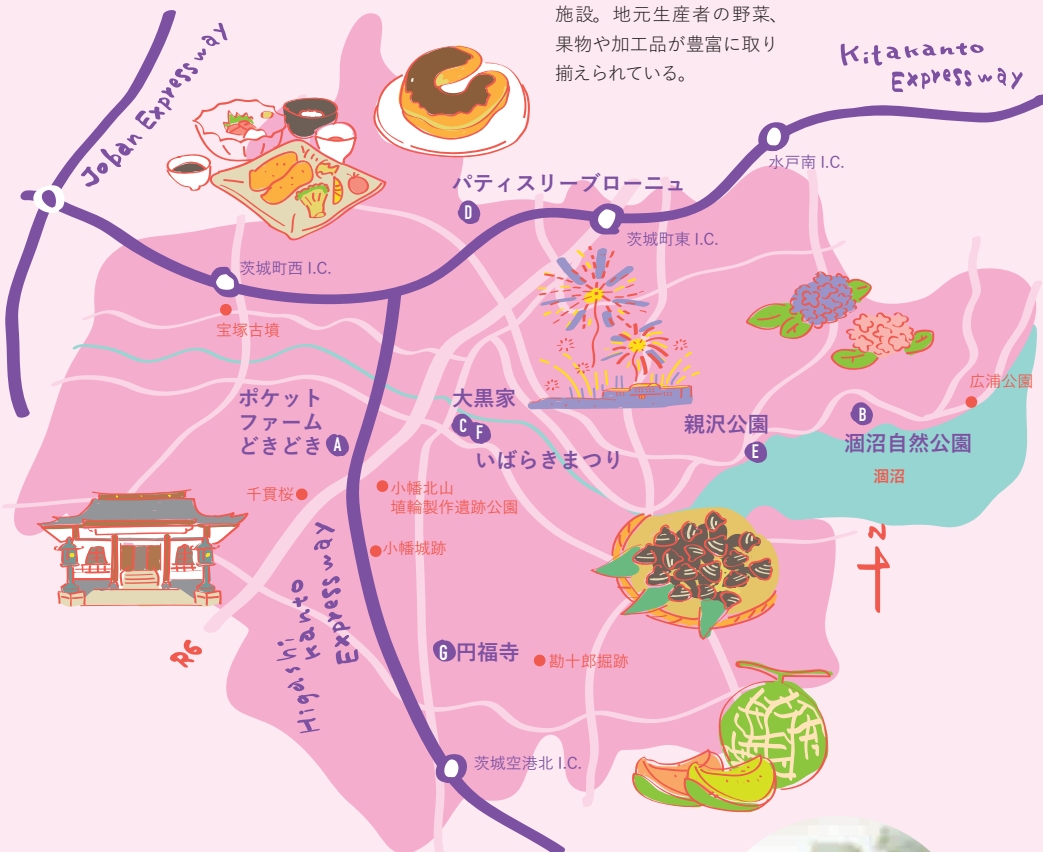 施設。地元生産者の野菜、
果物や加工品が豊富に取り
揃えられている。
Kitakanto
Expressway
Joban Expressway
水戸南 I.C.
パティスリーブローニュ
D
茨城町東 I.C.
茨城町西 I.C.
宝塚古墳
広浦公園
ポケット
ファーム
どきどき A
大黒家
C F
いばらきまつり
親沢公園
E
B
涸沼自然公園
涸沼
千貫桜
小幡北山
埴輪製作遺跡公園
小幡城跡
Higashi
Kanto
Expressway
R6
N
G 円福寺
勘十郎堀跡
茨城空港北 I.C.